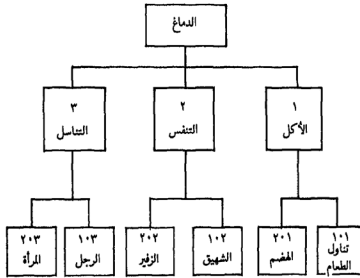 الدماغ
١
الأكل
٢
التنفس
٣
التناسل
١٠١
تناول
الطعام
٢٠١
الهضم
١٠٢
الشهيق
٢٠٢
الزفير
١٠٣
الرجل
٢٠٣
المرأة